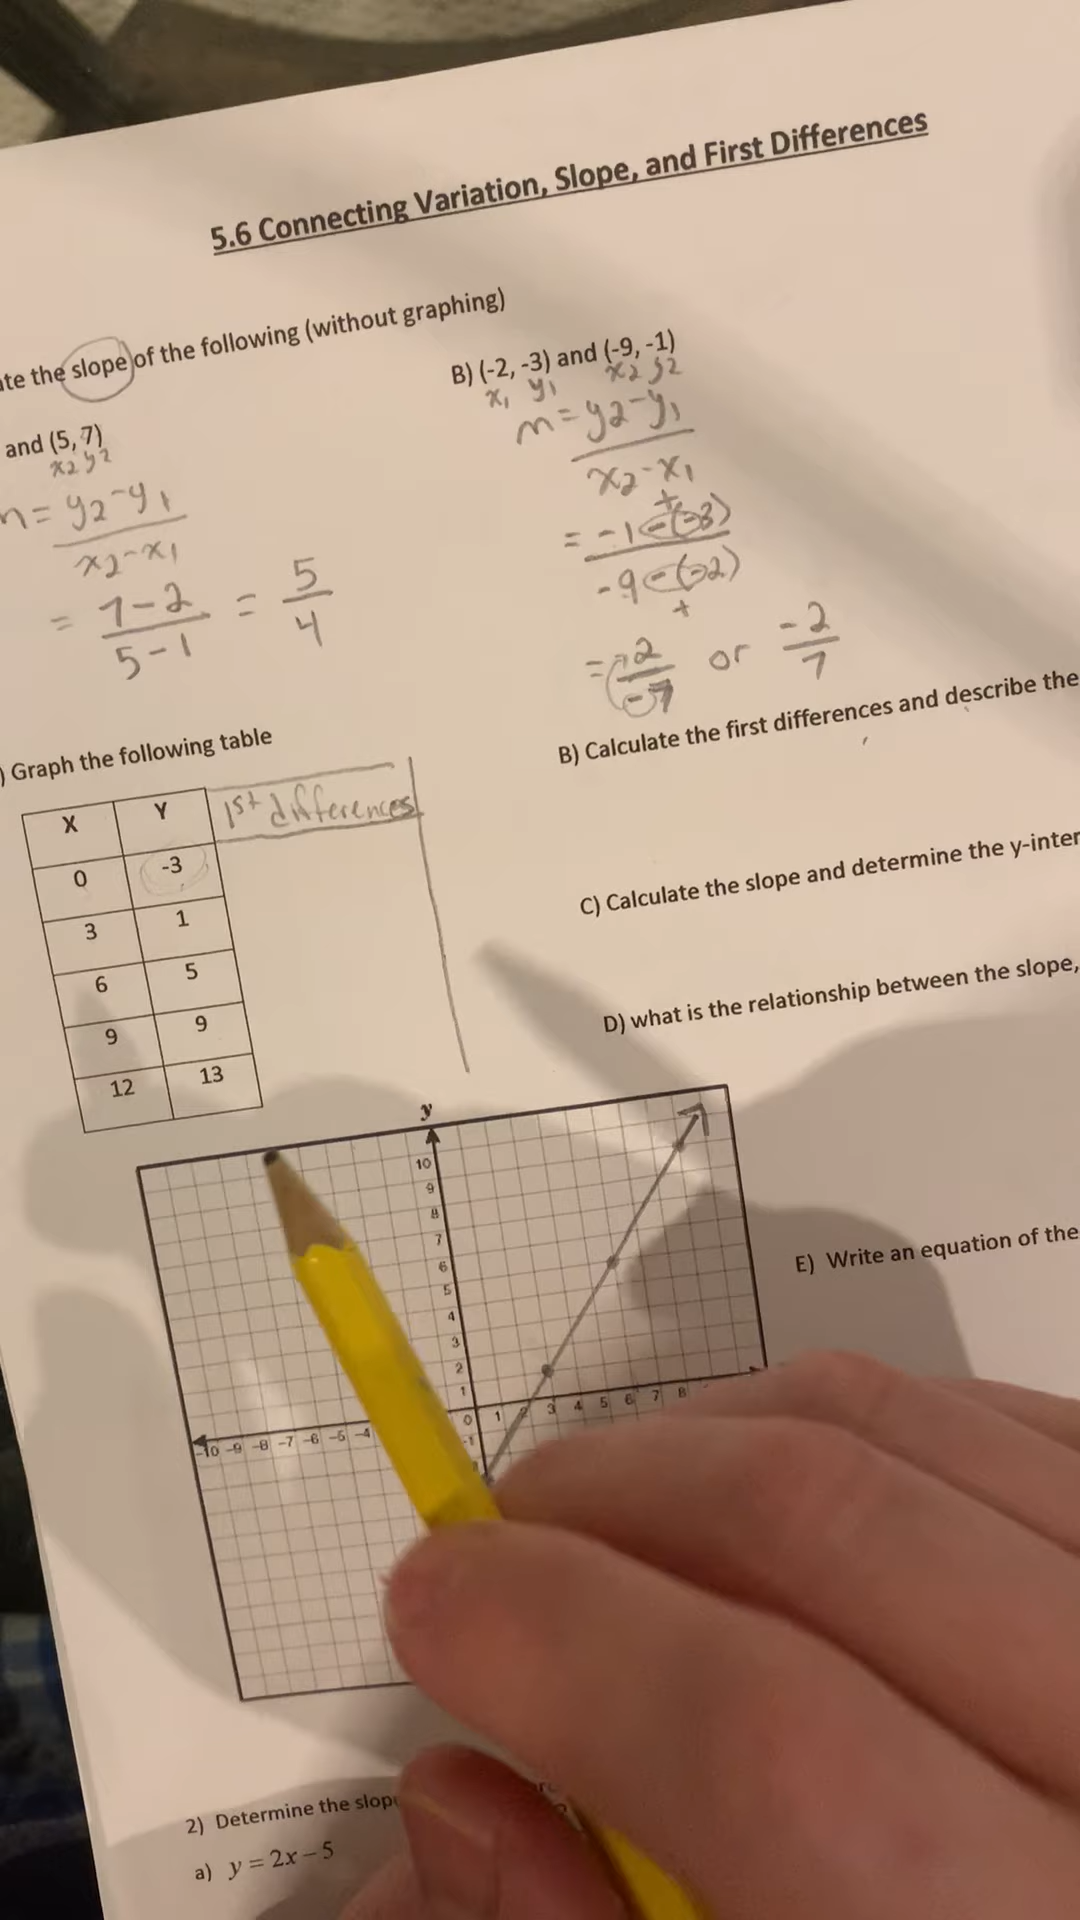 5.6 Connecting Variation, Slope, and First Differences
the slope of the following (without graphing)
and (5, 7)
x2 y2
= y2-y1
x2-x1
= 7-2 = 5
5-1 4
B) (-2, -3) and (-9, -1)
x1 y1 x2 y2
m = y2-y1
x2-x1
+
= -1-(-3)
-9-(-2)
+
= 2 or -2
-7 7
) Graph the following table
X Y 1st differences
0 -3
3 1
6 5
9 9
12 13
B) Calculate the first differences and describe the
C) Calculate the slope and determine the
D) what is the relationship between the slope,
E) Write an equation of the
y
10
9
8
7
6
5
4
3
2
1
-10 -9 -8 -7 -6 -5 -4 0 1 2 3 4 5 6 7 8
-1
2) Determine the
a) y = 2x – 5